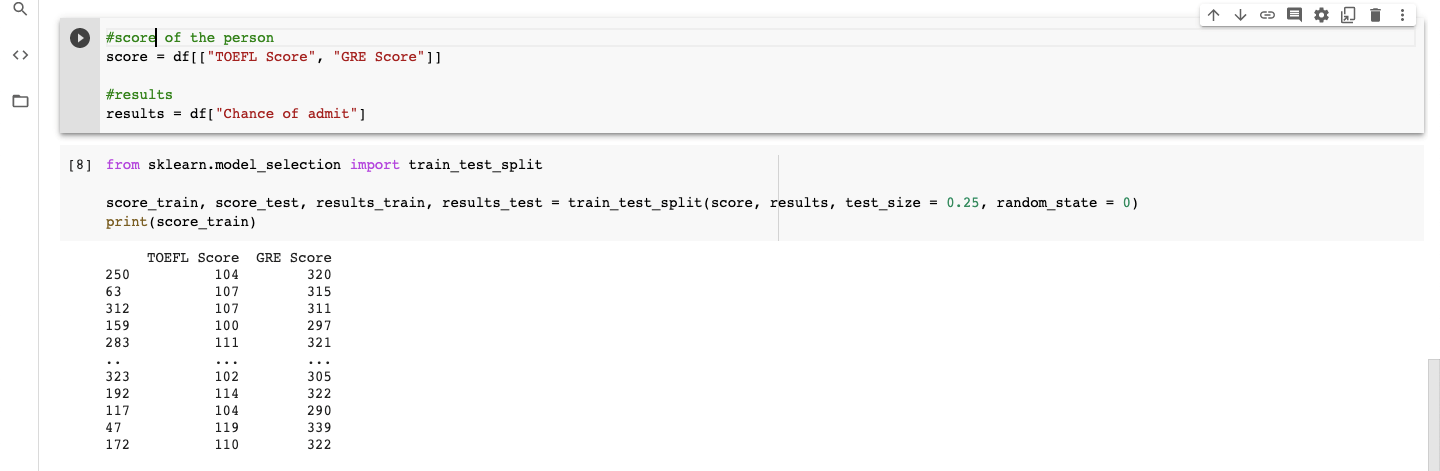 #score of the person
score = df[["TOEFL Score", "GRE Score"]]
#results
results = df["Chance of admit"]
[8] from sklearn.model_selection import train_test_split
score_train, score_test, results_train, results_test = train_test_split(score, results, test_size = 0.25, random_state = 0)
print(score_train)
TOEFL Score GRE Score
250 104 320
63 107 315
312 107 311
159 100 297
283 111 321
.. ... ...
323 102 305
192 114 322
117 104 290
47 119 339
172 110 322